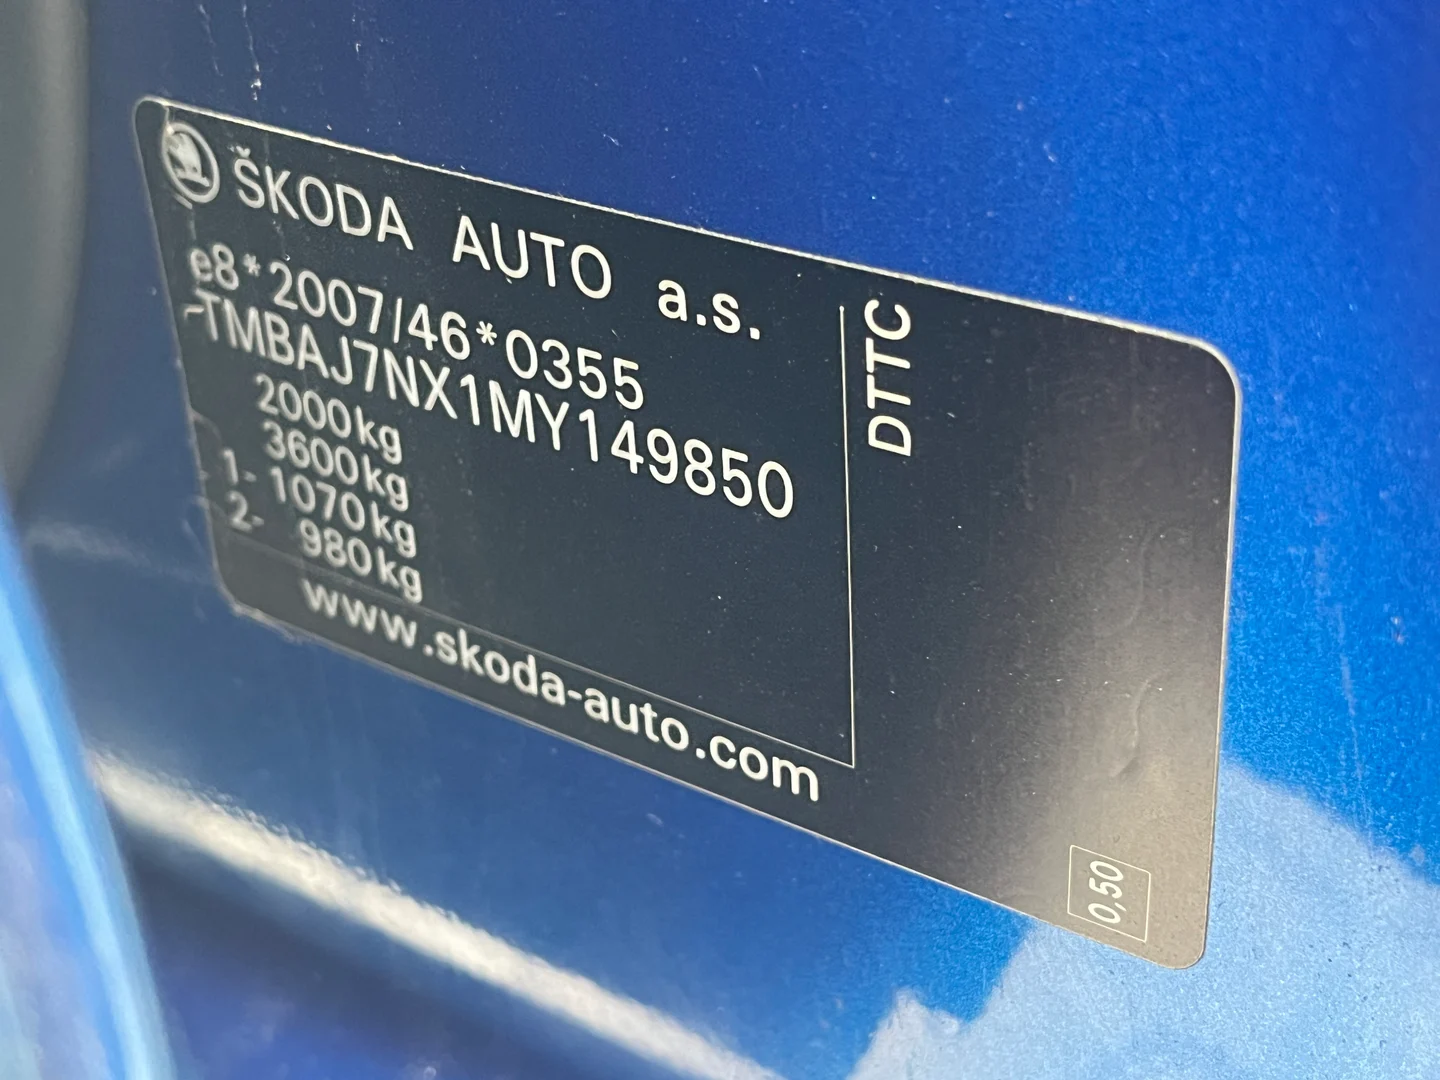 ŠKODA AUTO a.s.
e8*2007/46*0355
TMBAJ7NX1MY149850
2000kg
3600kg
1- 1070kg
2- 980kg
www.skoda-auto.com
DTTC
0,50